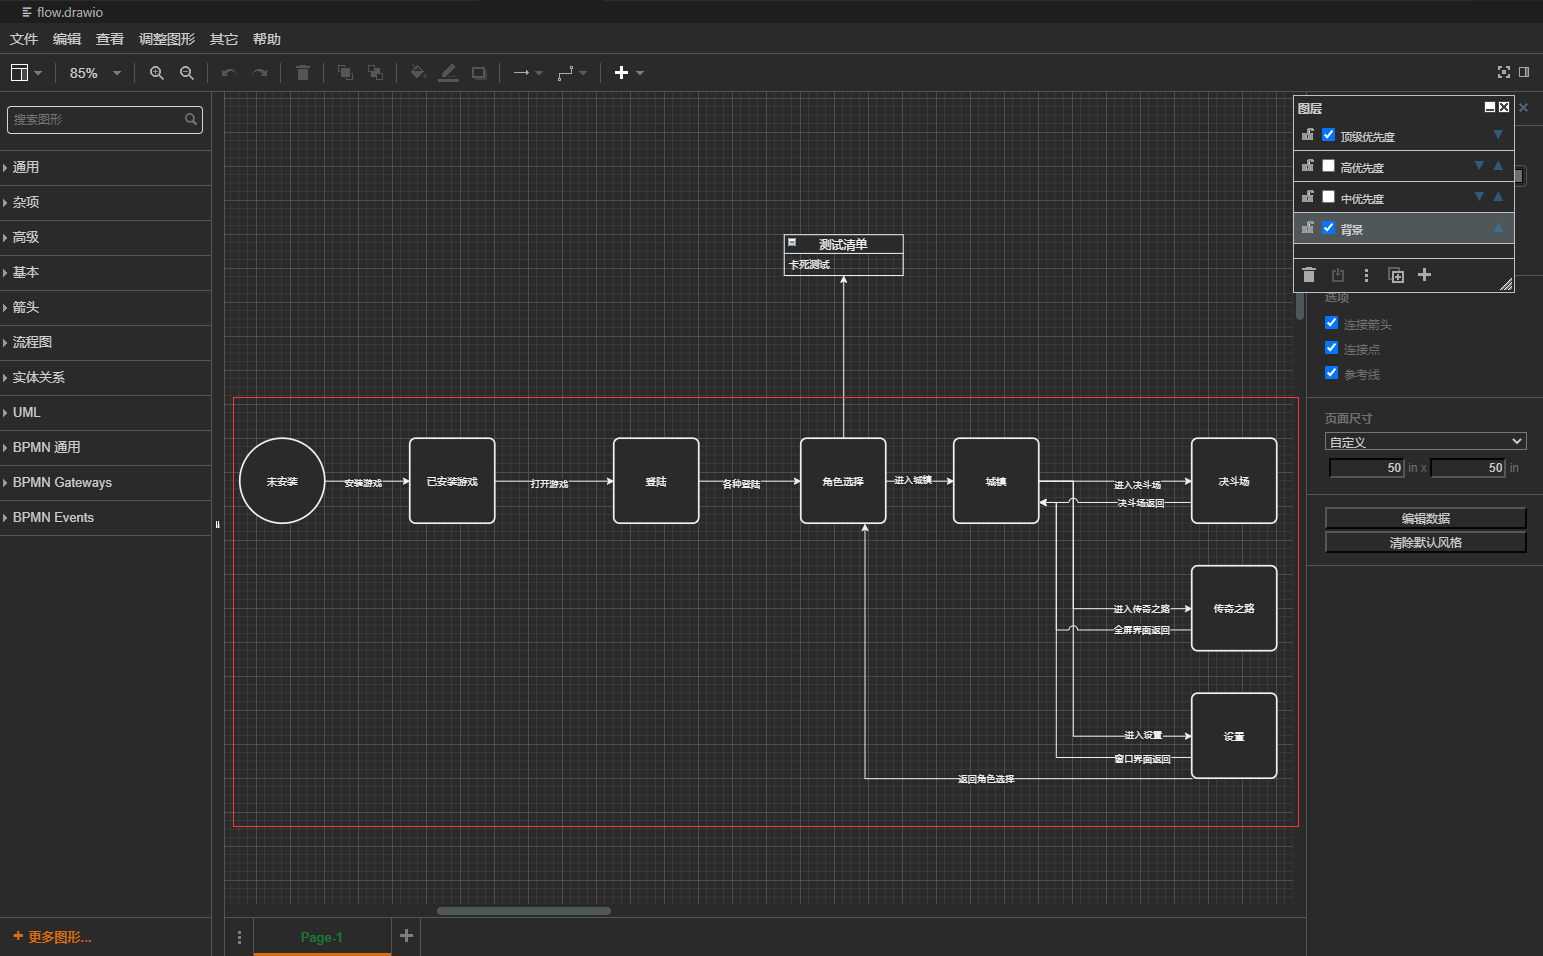 flow.drawio
文件 编辑 查看 调整图形 其它 帮助
85%
搜索图形
通用
杂项
高级
基本
箭头
流程图
实体关系
UML
BPMN 通用
BPMN Gateways
BPMN Events
更多图形...
测试清单
卡死测试
未安装
安装游戏
已安装游戏
打开游戏
登陆
各种登陆
角色选择
进入城镇
城镇
进入决斗场
决斗场返回
决斗场
进入传奇之路
全屏界面返回
传奇之路
进入设置
窗口界面返回
设置
返回角色选择
Page-1
图层
顶级优先度
高优先度
中优先度
背景
选项
连接箭头
连接点
参考线
页面尺寸
自定义
50 in x 50 in
编辑数据
清除默认风格